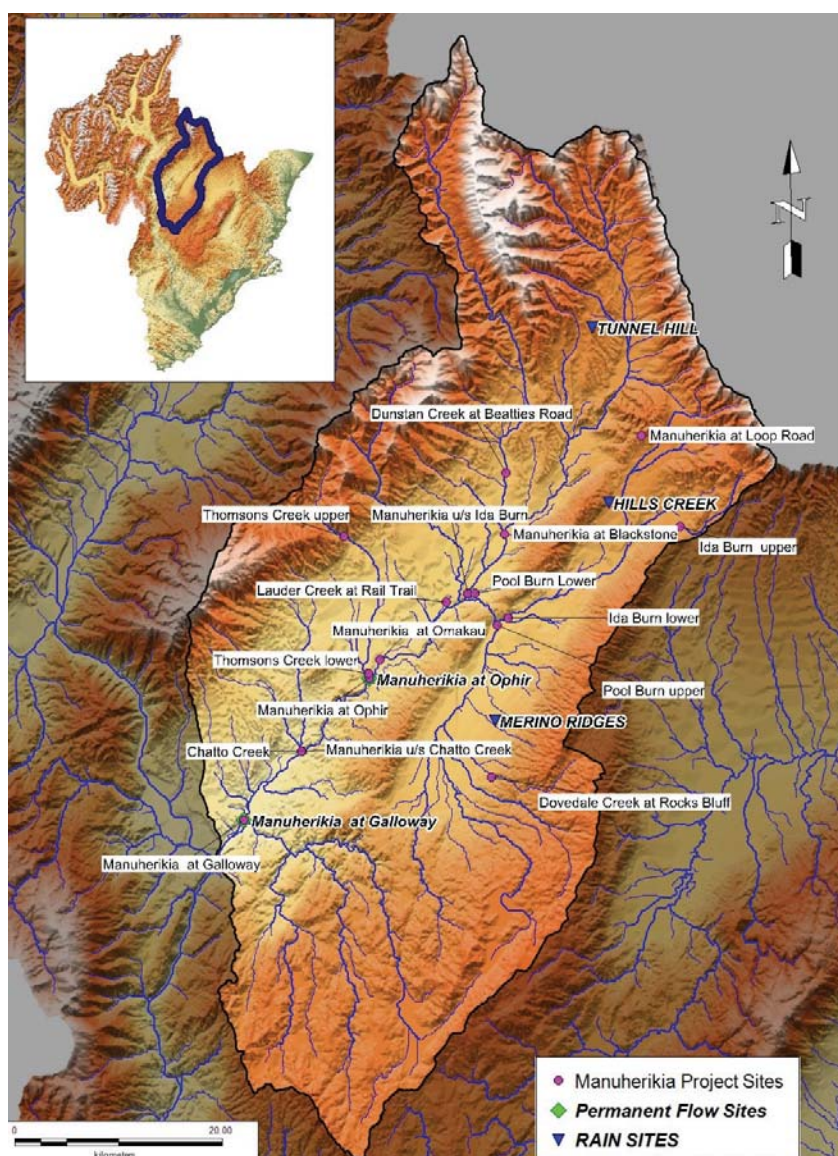 N
TUNNEL HILL
Dunstan Creek at Beatties Road
Manuherikia at Loop Road
HILLS CREEK
Thomsons Creek upper
Manuherikia u/s Ida Burn
Manuherikia at Blackstone
Ida Burn upper
Lauder Creek at Rail Trail
Pool Burn Lower
Ida Burn lower
Manuherikia at Omakau
Thomsons Creek lower
Manuherikia at Ophir
Pool Burn upper
Manuherikia at Ophir
MERINO RIDGES
Chatto Creek
Manuherikia u/s Chatto Creek
Dovedale Creek at Rocks Bluff
Manuherikia at Galloway
Manuherikia at Galloway
Manuherikia Project Sites
Permanent Flow Sites
RAIN SITES
0
20.00
kilometers